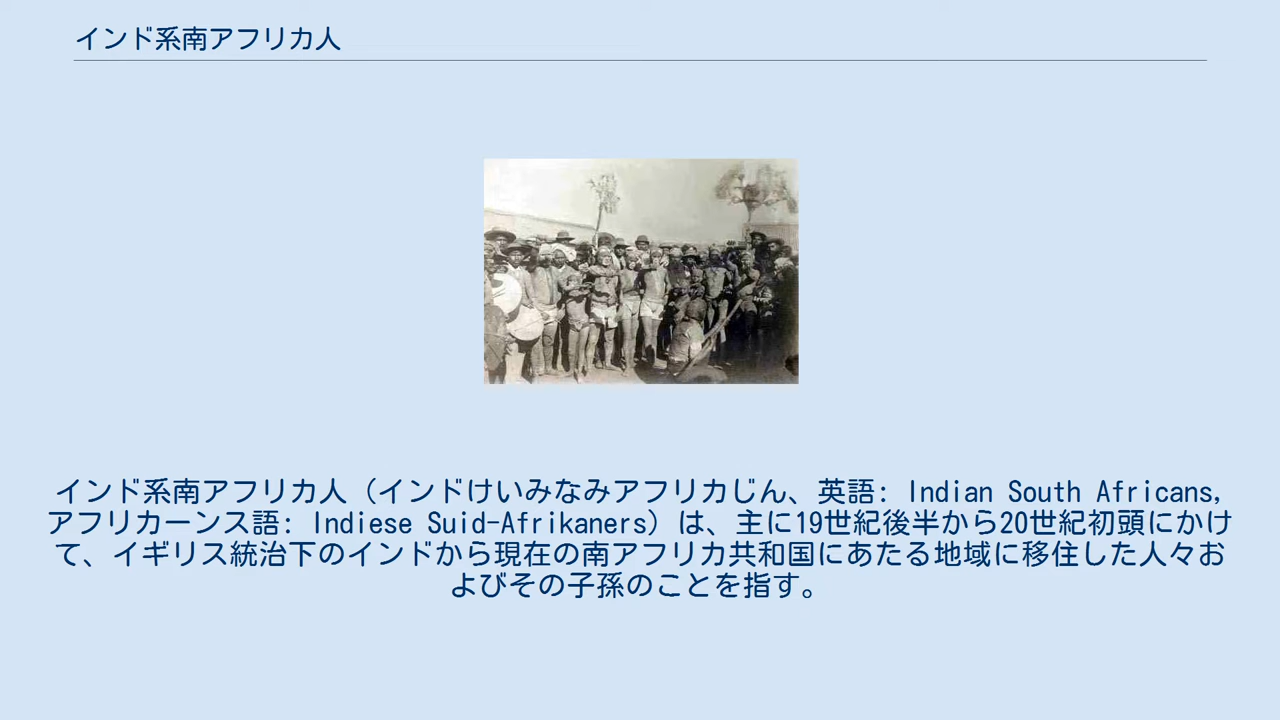 インド系南アフリカ人
インド系南アフリカ人（インドけいみなみアフリカじん、英語: Indian South Africans,
アフリカーンス語: Indiese Suid-Afrikaners）は、主に19世紀後半から20世紀初頭にかけ
て、イギリス統治下のインドから現在の南アフリカ共和国にあたる地域に移住した人々お
よびその子孫のことを指す。